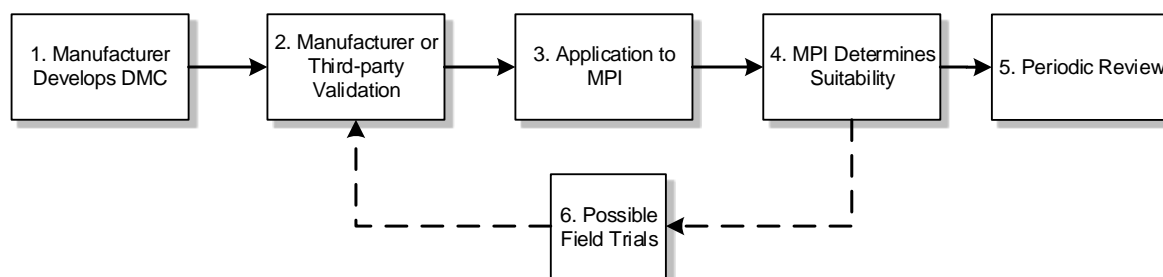 1. Manufacturer
Develops DMC
2. Manufacturer or
Third-party
Validation
3. Application to
MPI
4. MPI Determines
Suitability
5. Periodic Review
6. Possible
Field Trials